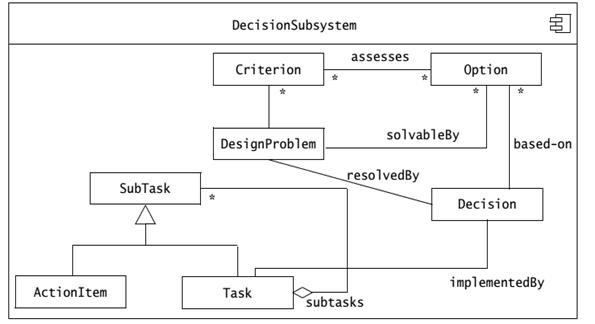 DecisionSubsystem
assesses
Criterion
Option
*
*
*
*
*
DesignProblem
solvableBy
based-on
resolvedBy
SubTask
*
Decision
ActionItem
Task
subtasks
implementedBy